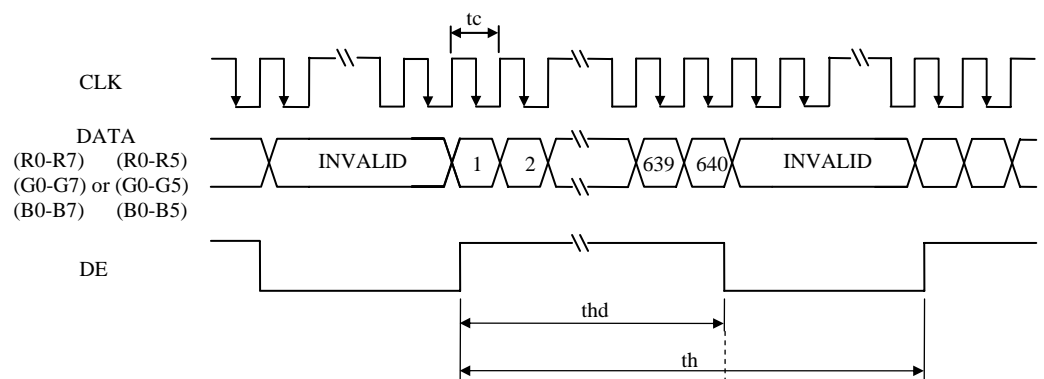 tc
CLK
DATA
(R0-R7) (R0-R5)
(G0-G7) or (G0-G5)
(B0-B7) (B0-B5)
INVALID 1 2 639 640 INVALID
DE
thd
th